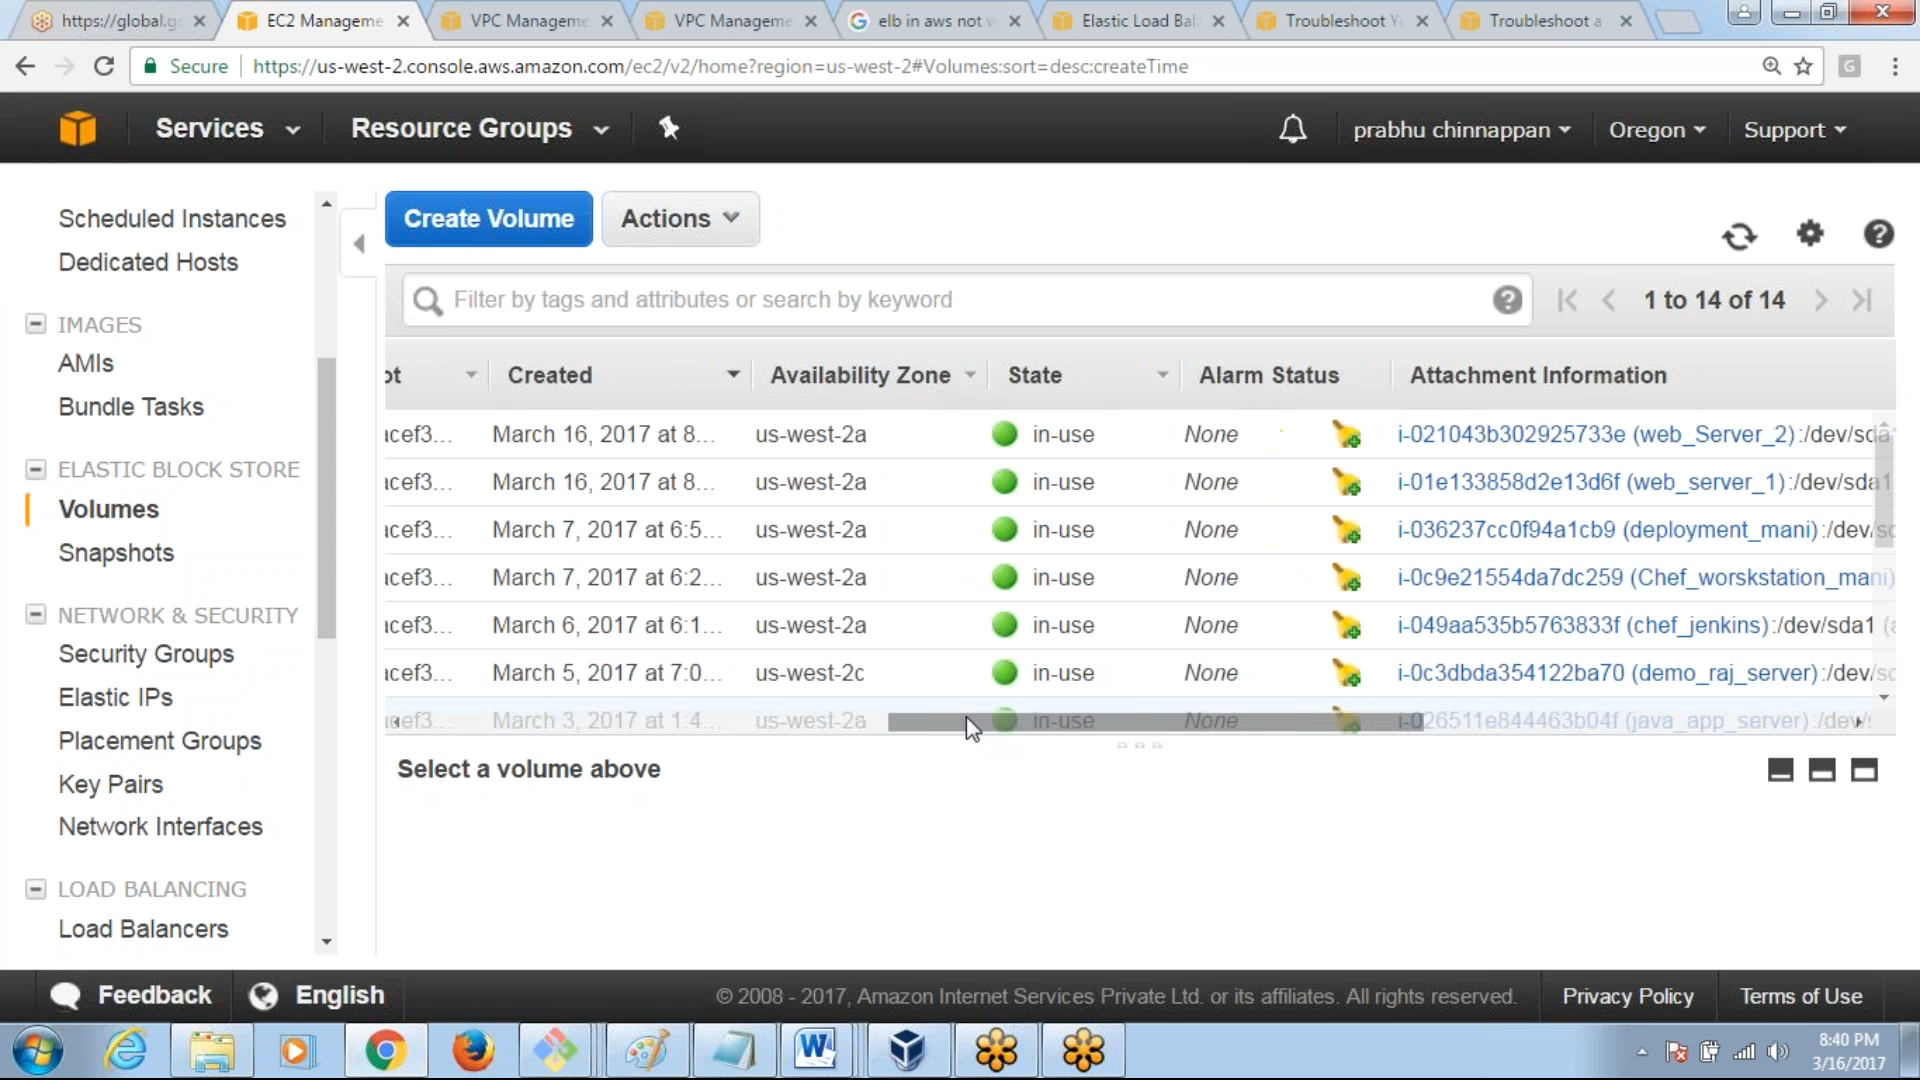 https://global.g
EC2 Manageme
VPC Manageme
VPC Manageme
elb in aws not w
Elastic Load Bal
Troubleshoot Y
Troubleshoot a
Secure
https://us-west-2.console.aws.amazon.com/ec2/v2/home?region=us-west-2#Volumes:sort=desc:createTime
Services
Resource Groups
prabhu chinnappan
Oregon
Support
Scheduled Instances
Dedicated Hosts
IMAGES
AMIs
Bundle Tasks
ELASTIC BLOCK STORE
Volumes
Snapshots
NETWORK & SECURITY
Security Groups
Elastic IPs
Placement Groups
Key Pairs
Network Interfaces
LOAD BALANCING
Load Balancers
Create Volume
Actions
Filter by tags and attributes or search by keyword
1 to 14 of 14
ot Created Availability Zone State Alarm Status Attachment Information
acef3... March 16, 2017 at 8... us-west-2a in-use None i-021043b302925733e (web_Server_2):/dev/sda
acef3... March 16, 2017 at 8... us-west-2a in-use None i-01e133858d2e13d6f (web_server_1):/dev/sda1
acef3... March 7, 2017 at 6:5... us-west-2a in-use None i-036237cc0f94a1cb9 (deployment_mani):/dev/sd
acef3... March 7, 2017 at 6:2... us-west-2a in-use None i-0c9e21554da7dc259 (Chef_worskstation_mani)
acef3... March 6, 2017 at 6:1... us-west-2a in-use None i-049aa535b5763833f (chef_jenkins):/dev/sda1 (a
acef3... March 5, 2017 at 7:0... us-west-2c in-use None i-0c3dbda354122ba70 (demo_raj_server):/dev/sd
ef3... March 3, 2017 at 1:4... us-west-2a in-use None i-026511e844463b04f (java_app_server):/dev/s
Select a volume above
Feedback
English
© 2008 - 2017, Amazon Internet Services Private Ltd. or its affiliates. All rights reserved.
Privacy Policy
Terms of Use
8:40 PM
3/16/2017